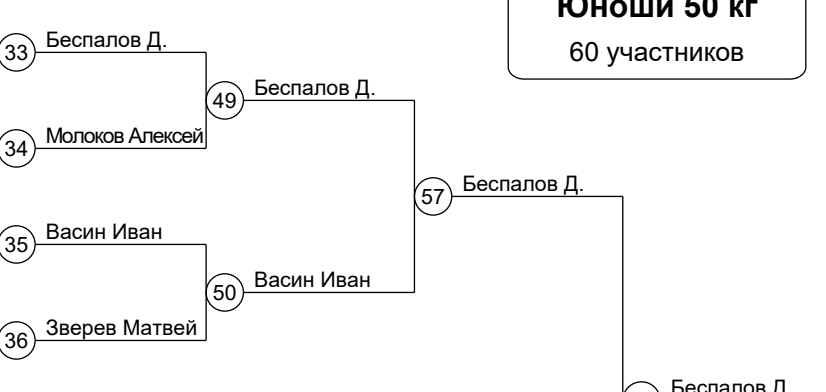 Юноши 50 кг
60 участников
33 Беспалов Д.
49 Беспалов Д.
34 Молоков Алексей
57 Беспалов Д.
35 Васин Иван
50 Васин Иван
36 Зверев Матвей
Беспалов Д.